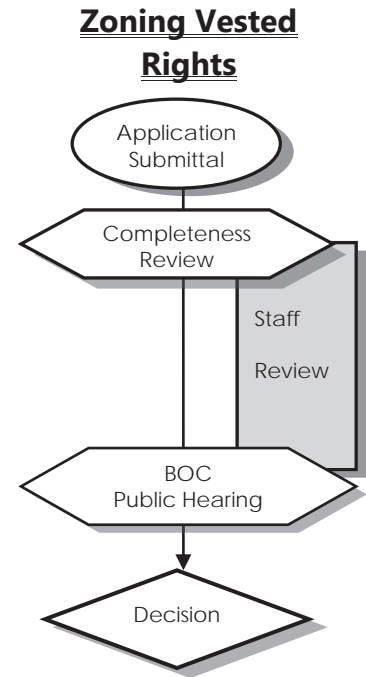 Zoning Vested
Rights
Application
Submittal
Completeness
Review
Staff
Review
BOC
Public Hearing
Decision